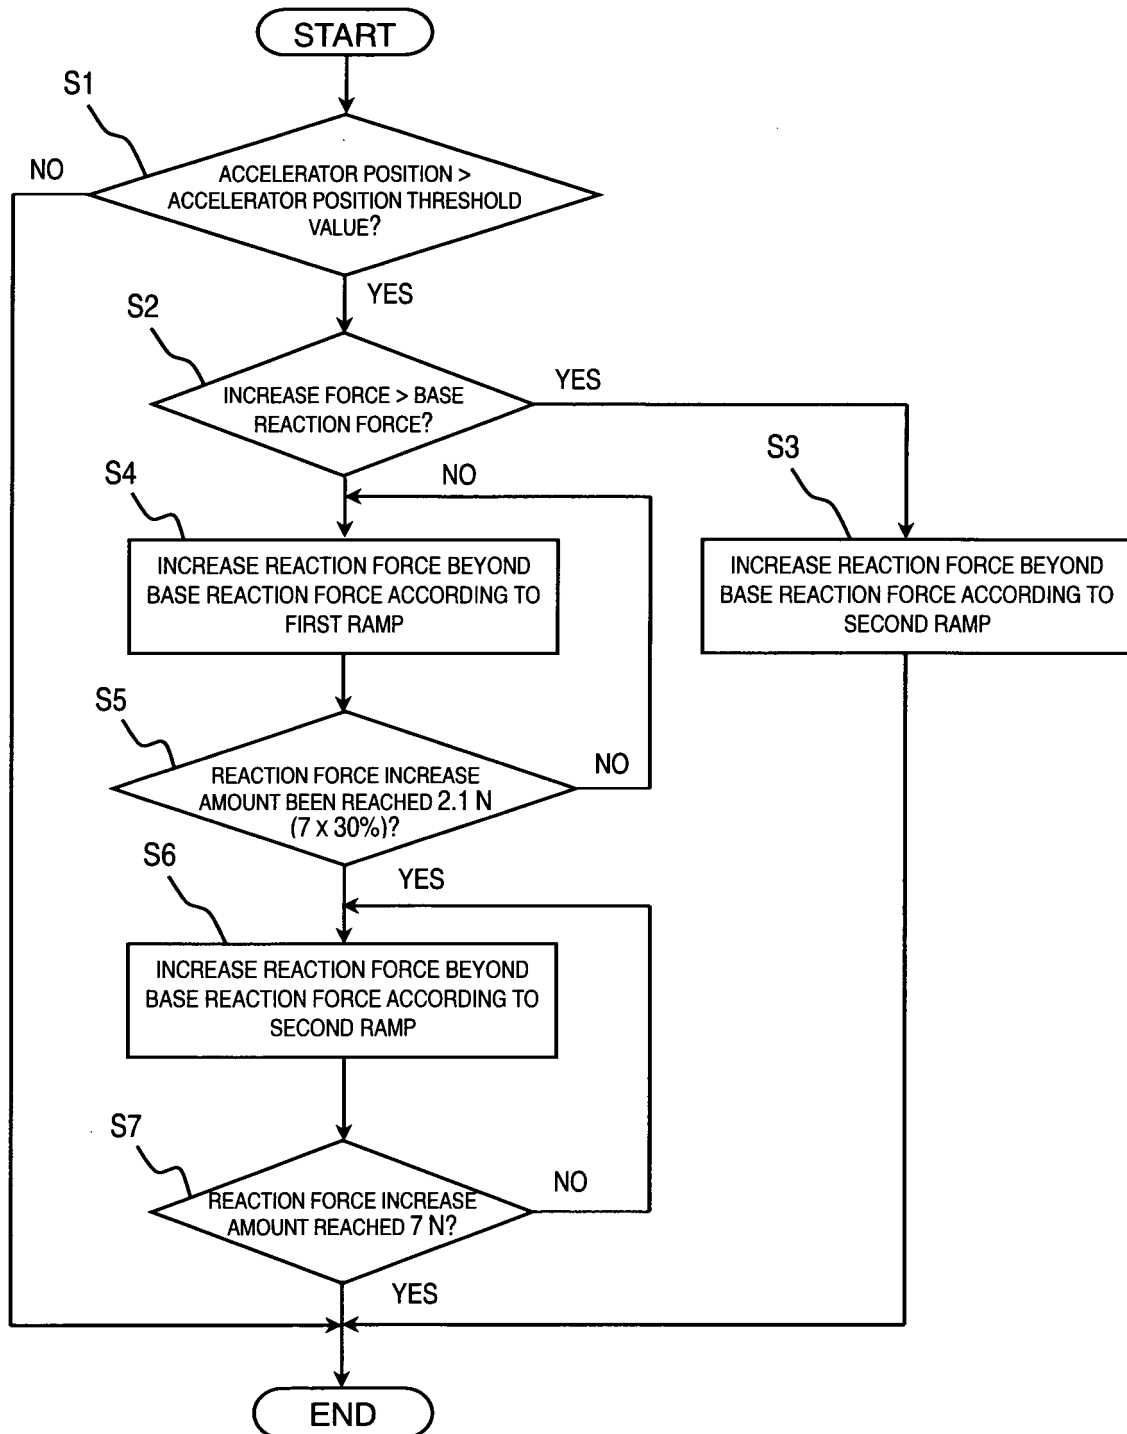 START
S1
NO
ACCELERATOR POSITION >
ACCELERATOR POSITION THRESHOLD
VALUE?
YES
S2
INCREASE FORCE > BASE
REACTION FORCE?
YES
S3
NO
S4
INCREASE REACTION FORCE BEYOND
BASE REACTION FORCE ACCORDING TO
FIRST RAMP
INCREASE REACTION FORCE BEYOND
BASE REACTION FORCE ACCORDING TO
SECOND RAMP
S5
REACTION FORCE INCREASE
AMOUNT BEEN REACHED 2.1 N
(7 x 30%)?
NO
YES
S6
INCREASE REACTION FORCE BEYOND
BASE REACTION FORCE ACCORDING TO
SECOND RAMP
S7
REACTION FORCE INCREASE
AMOUNT REACHED 7 N?
NO
YES
END